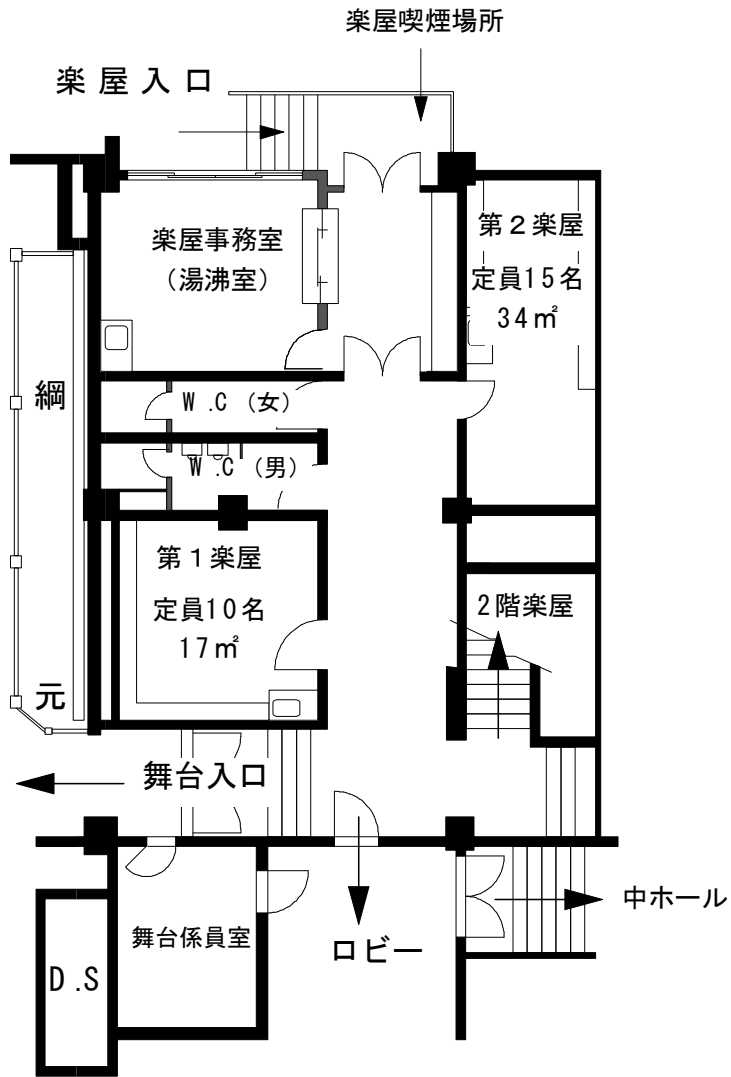 楽屋喫煙場所
楽屋入口
楽屋事務室
(湯沸室)
第２楽屋
定員15名
34㎡
綱
元
W.C (女)
W.C (男)
第１楽屋
定員10名
17㎡
2階楽屋
舞台入口
舞台係員室
ロビー
中ホール
D.S